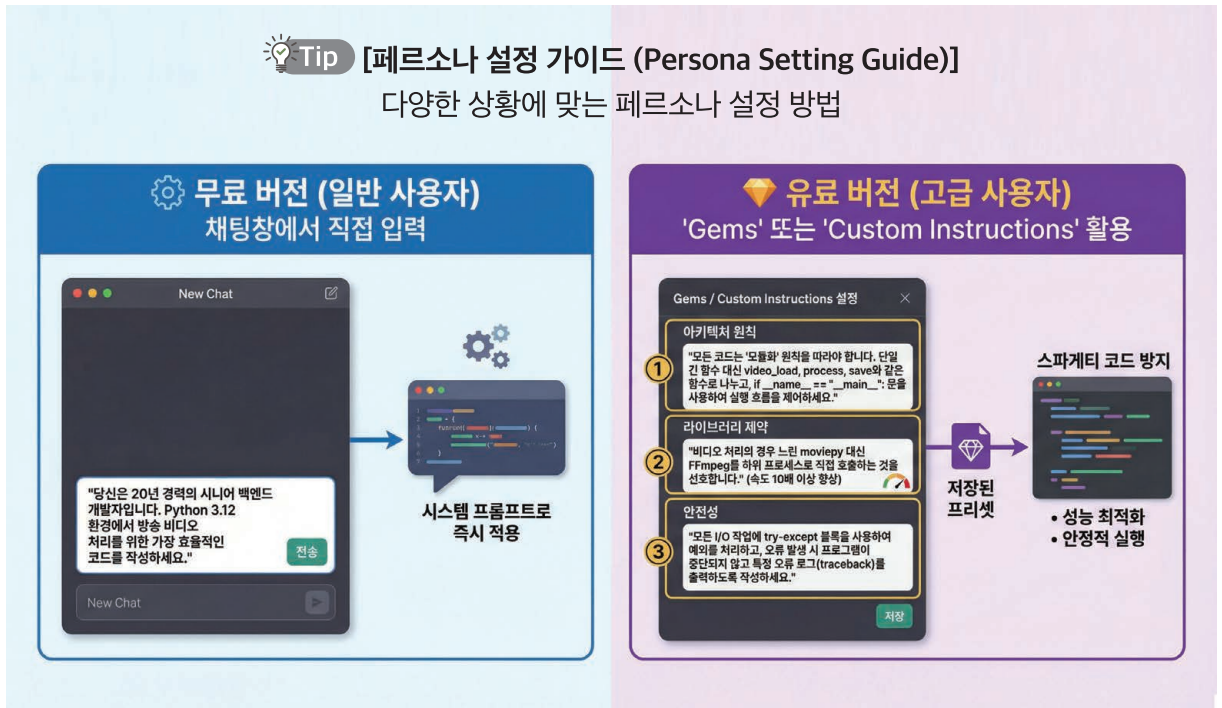 Tip [페르소나 설정 가이드 (Persona Setting Guide)]
다양한 상황에 맞는 페르소나 설정 방법
무료 버전 (일반 사용자)
채팅창에서 직접 입력
New Chat
"당신은 20년 경력의 시니어 백엔드
개발자입니다. Python 3.12
환경에서 방송 비디오
처리를 위한 가장 효율적인
코드를 작성하세요."
전송
New Chat
시스템 프롬프트로
즉시 적용
유료 버전 (고급 사용자)
'Gems' 또는 'Custom Instructions' 활용
Gems / Custom Instructions 설정
아키텍처 원칙
1
"모든 코드는 '모듈화' 원칙을 따라야 합니다. 단일
긴 함수 대신 video_load, process, save와 같은
함수로 나누고, if __name__ == "__main__": 문을
사용하여 실행 흐름을 제어하세요."
라이브러리 제약
2
"비디오 처리의 경우 느린 moviepy 대신
FFmpeg를 하위 프로세스로 직접 호출하는 것을
선호합니다." (속도 10배 이상 향상)
안전성
3
"모든 I/O 작업에 try-except 블록을 사용하여
예외를 처리하고, 오류 발생 시 프로그램이
중단되지 않고 특정 오류 로그(traceback)를
출력하도록 작성하세요."
저장
저장된
프리셋
스파게티 코드 방지
• 성능 최적화
• 안정적 실행